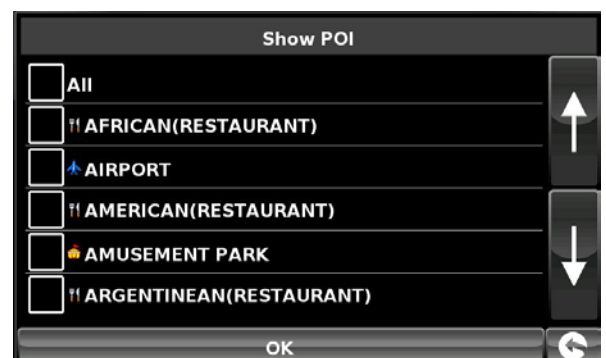 Show POI
All
AFRICAN(RESTAURANT)
AIRPORT
AMERICAN(RESTAURANT)
AMUSEMENT PARK
ARGENTINEAN(RESTAURANT)
OK